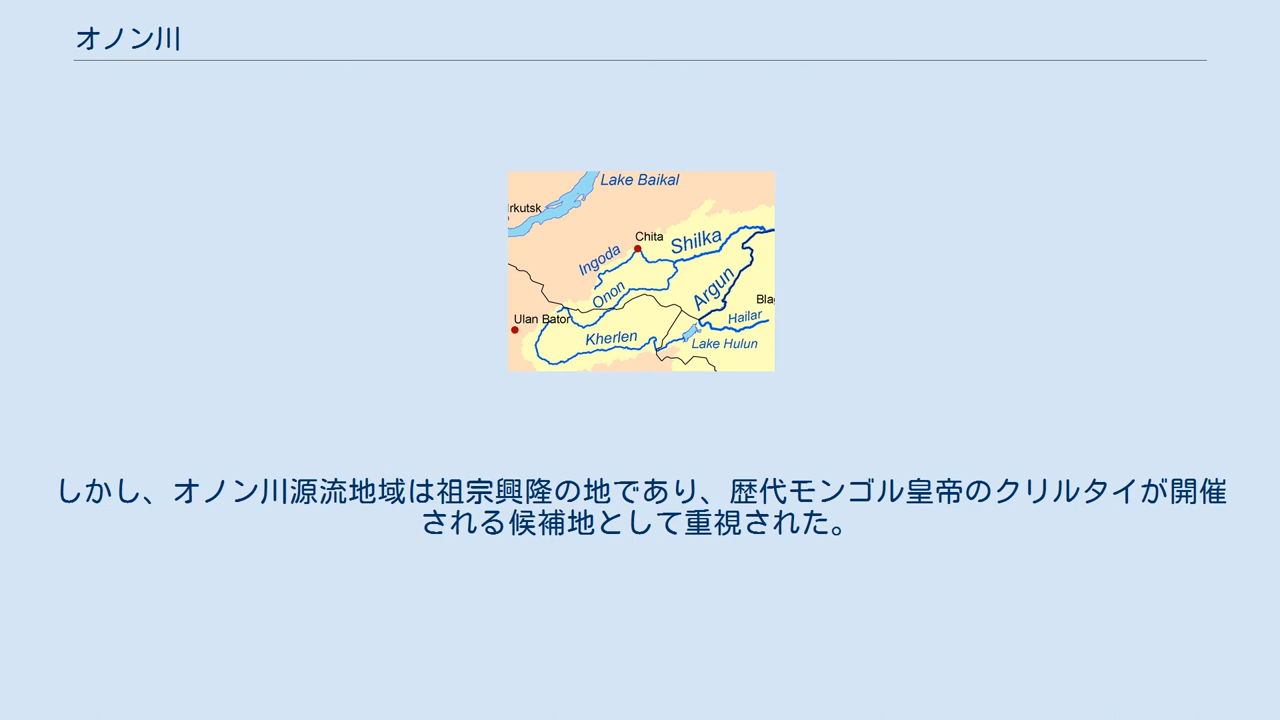 オノン川
Lake Baikal
Irkutsk
Chita
Shilka
Ingoda
Onon
Argun
Ulan Bator
Kherlen
Hailar
Lake Hulun
しかし、オノン川源流地域は祖宗興隆の地であり、歴代モンゴル皇帝のクリルタイが開催
される候補地として重視された。